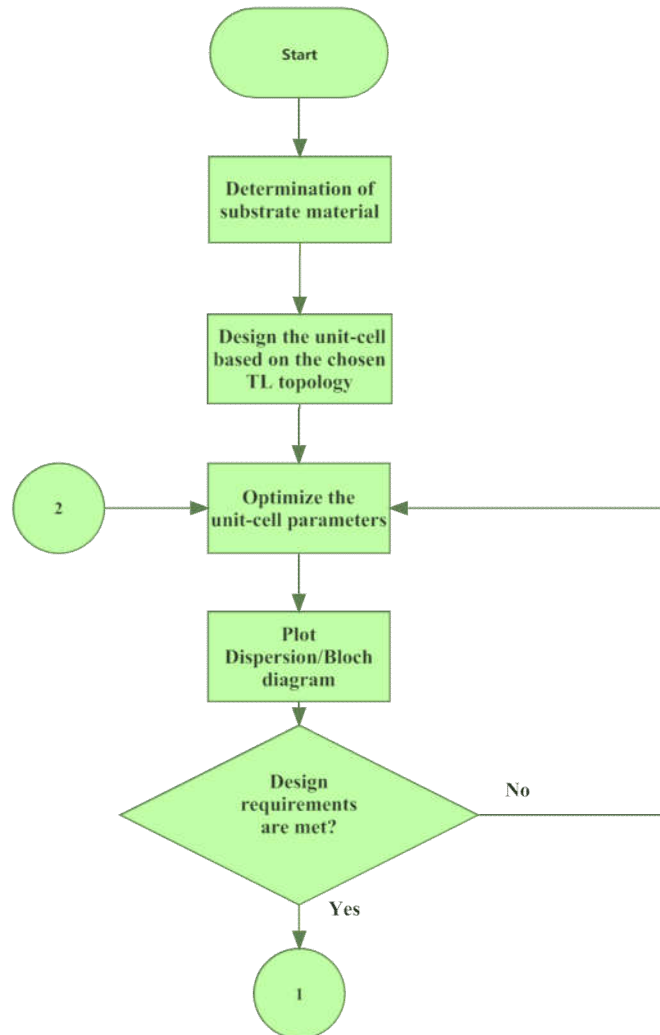 Start
Determination of
substrate material
Design the unit-cell
based on the chosen
TL topology
2
Optimize the
unit-cell parameters
Plot
Dispersion/Bloch
diagram
Design
requirements
are met?
No
Yes
1